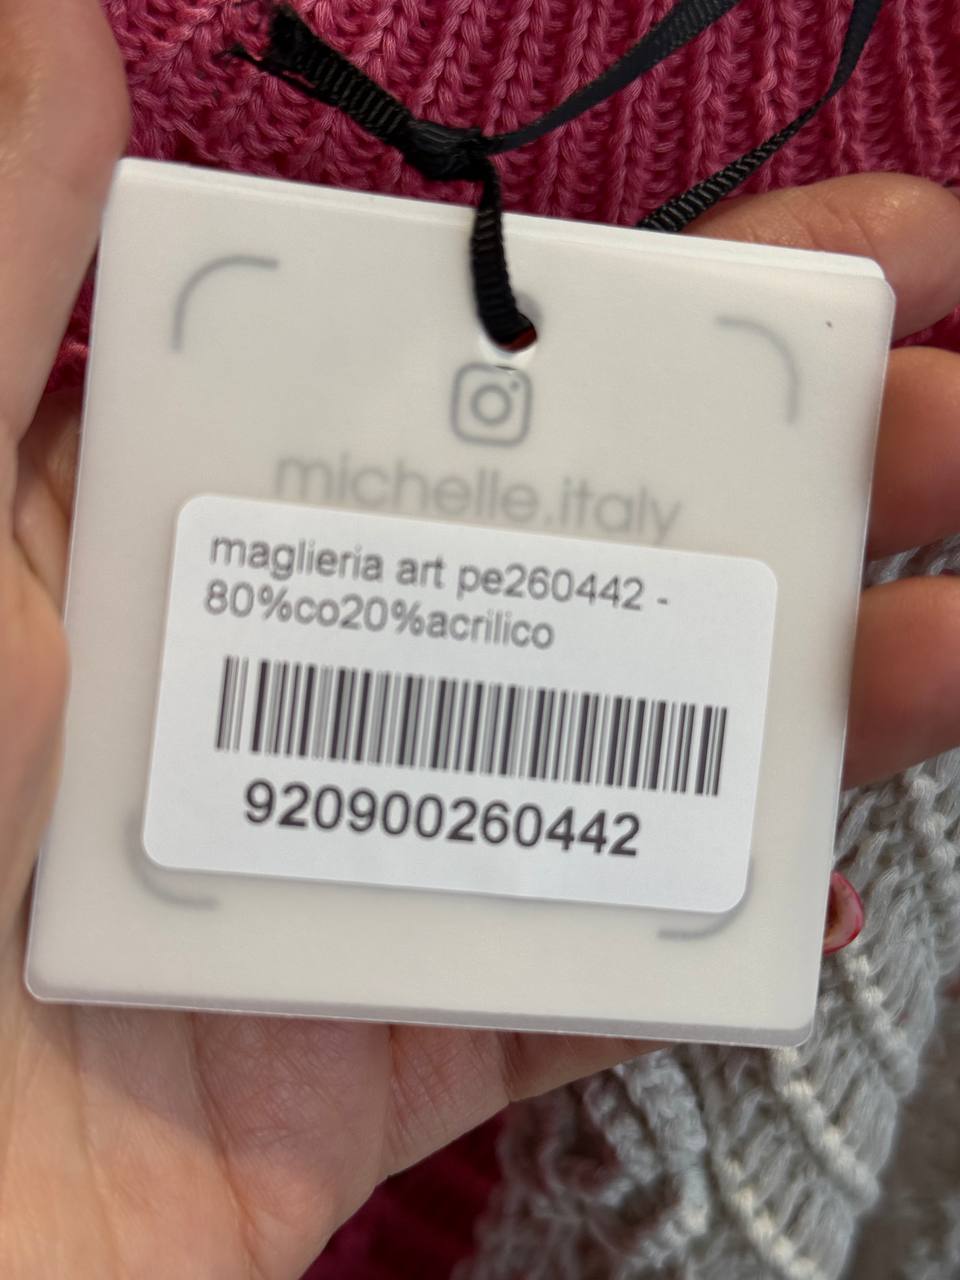 michelle.italy
maglieria art pe260442 -
80%co20%acrilico
920900260442